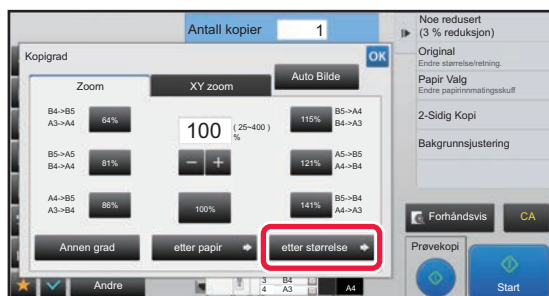 Antall kopier 1
Kopigrad
OK
Zoom
XY zoom
Auto Bilde
B4->B5
A3->A4
64%
B5->A5
B4->A4
81%
A4->B5
A3->B4
86%
100 (25~400)
%
100%
115%
B5->A4
B4->A3
121%
A5->B5
A4->B4
141%
B5->B4
A4->A3
Annen grad
etter papir
etter størrelse
Andre
3 B4
4 A3
A4
Noe redusert
(3 % reduksjon)
Original
Endre størrelse/retning.
Papir Valg
Endre papirinnmatingsskuff
2-Sidig Kopi
Bakgrunnsjustering
Forhåndsvis
CA
Prøvekopi
Start